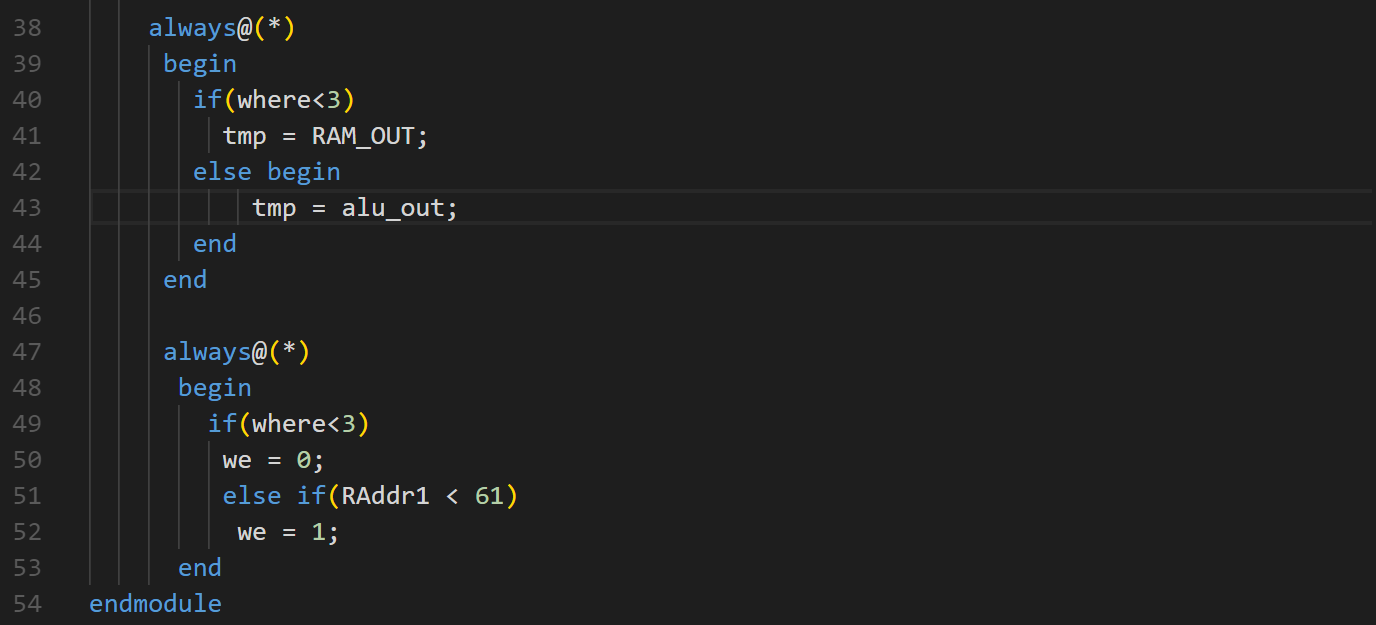 38 always@(*)
39 begin
40 if(where<3)
41 tmp = RAM_OUT;
42 else begin
43 tmp = alu_out;
44 end
45 end
46
47 always@(*)
48 begin
49 if(where<3)
50 we = 0;
51 else if(RAddr1 < 61)
52 we = 1;
53 end
54 endmodule